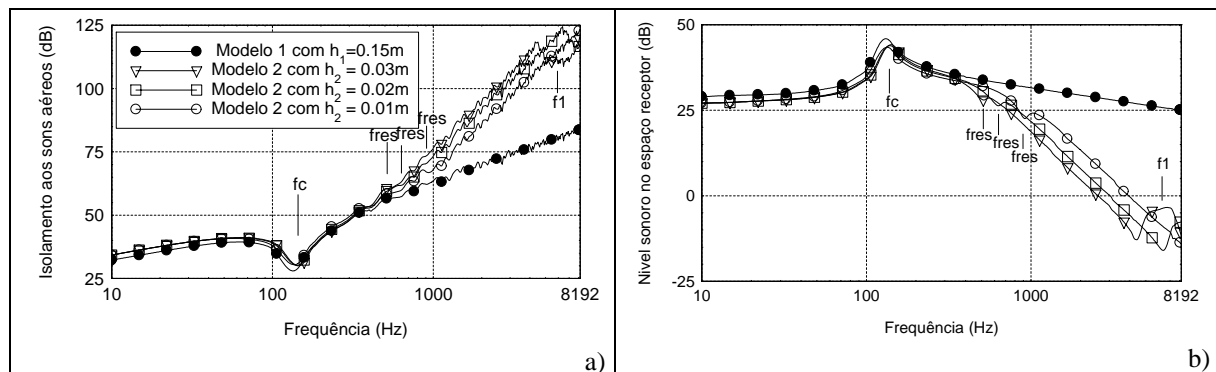 a)
Isolamento aos sons aéreos (dB)
125
100
75
50
25
Modelo 1 com h1=0.15m
Modelo 2 com h2 = 0.03m
Modelo 2 com h2 = 0.02m
Modelo 2 com h2 = 0.01m
fc
fres
fres
fres
f1
10
100
1000
8192
Frequência (Hz)
b)
Nivel sonoro no espaço receptor (dB)
50
25
0
-25
fc
fres
fres
fres
f1
10
100
1000
8192
Frequência (Hz)